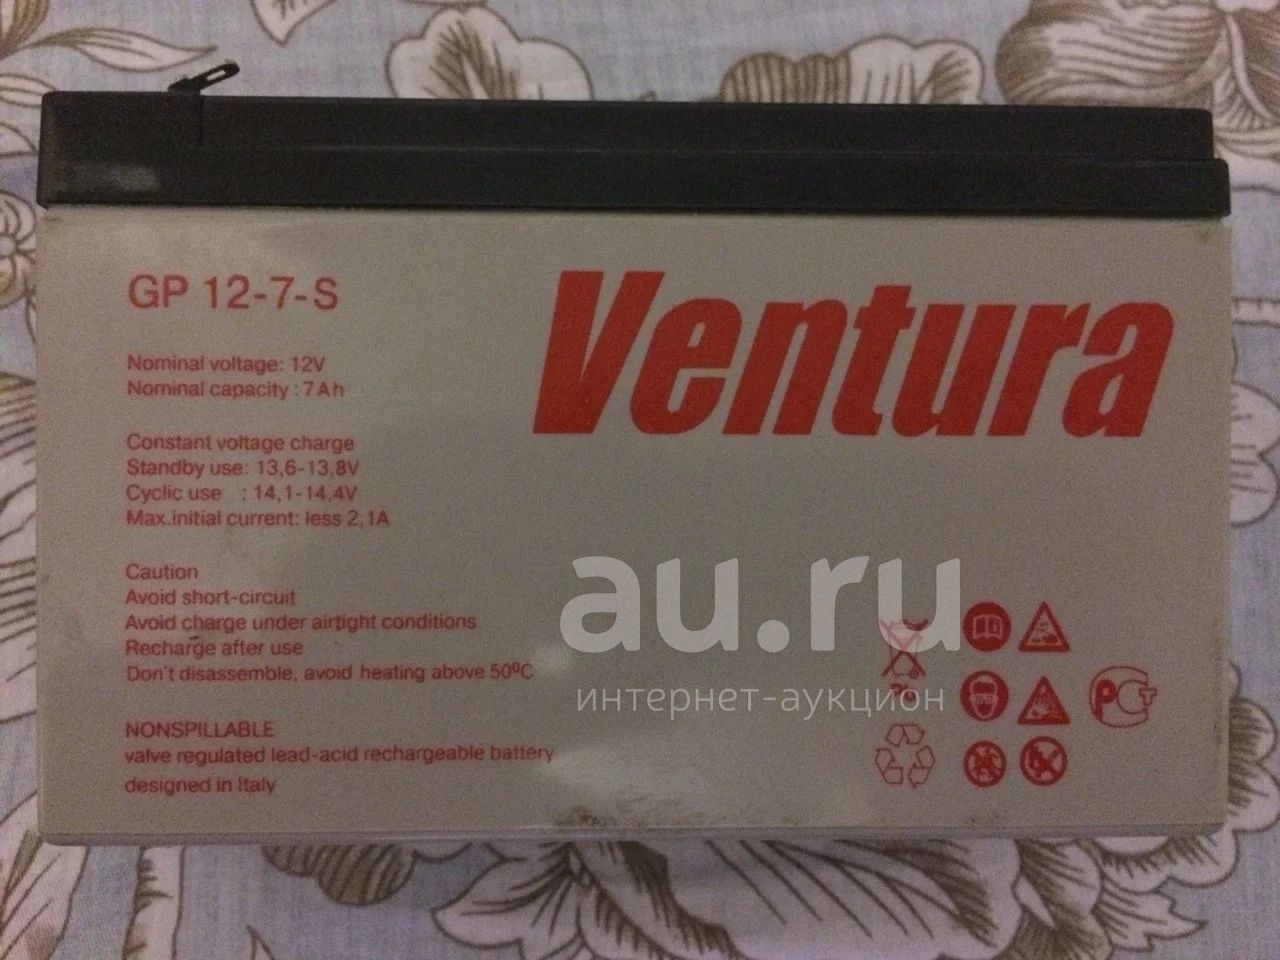 GP 12-7-S
Ventura
Nominal voltage: 12V
Nominal capacity : 7Ah
Constant voltage charge
Standby use: 13,6-13,8V
Cyclic use : 14,1-14,4V
Max.initial current: less 2,1A
Caution
Avoid short-circuit
Avoid charge under airtight conditions
Recharge after use
Don't disassemble, avoid heating above 50ºC
NONSPILLABLE
valve regulated lead-acid rechargeable battery
designed in Italy
au.ru
интернет-аукцион
Pb
РСТ